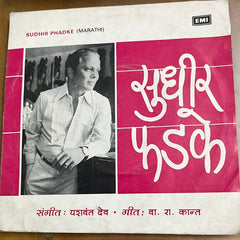 SUDHIR PHADKE (MARATHI)
EMI
सुधीर
फडके
संगीत: यशवंत देव • गीत: वा. रा. कान्त